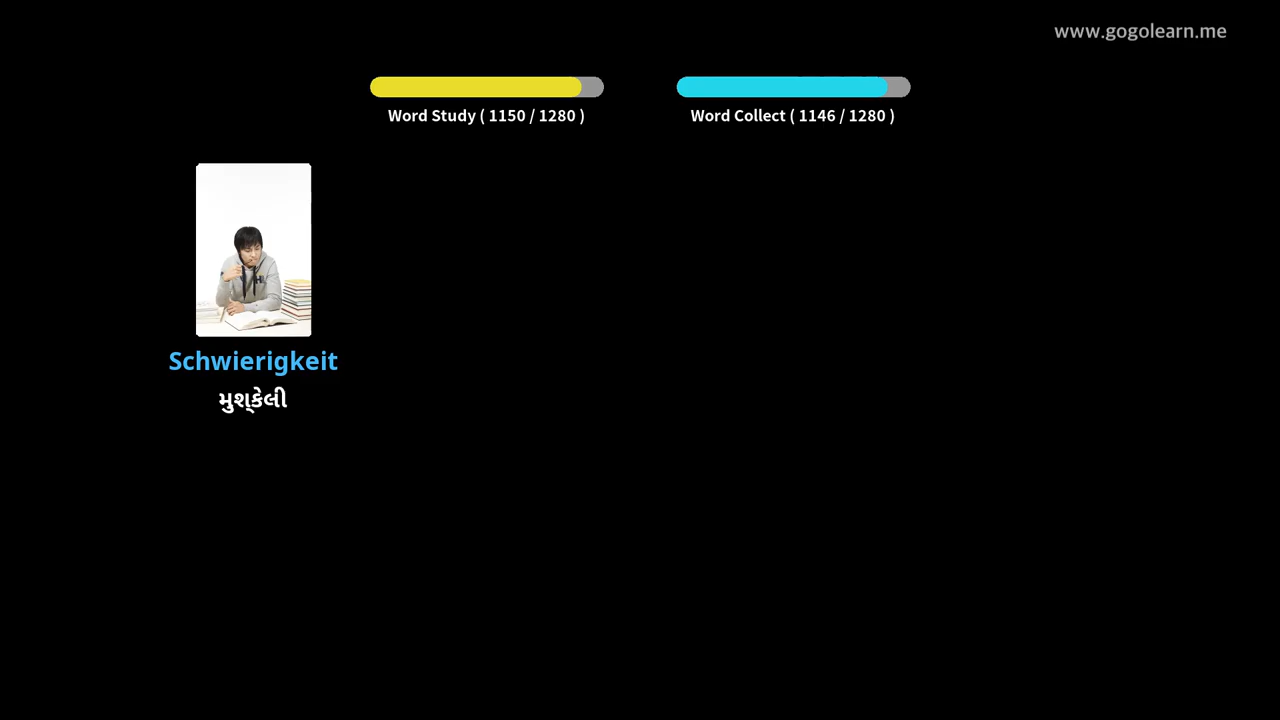 www.gogolearn.me
Word Study ( 1150 / 1280 )
Word Collect ( 1146 / 1280 )
Schwierigkeit
મુશ્કેલી